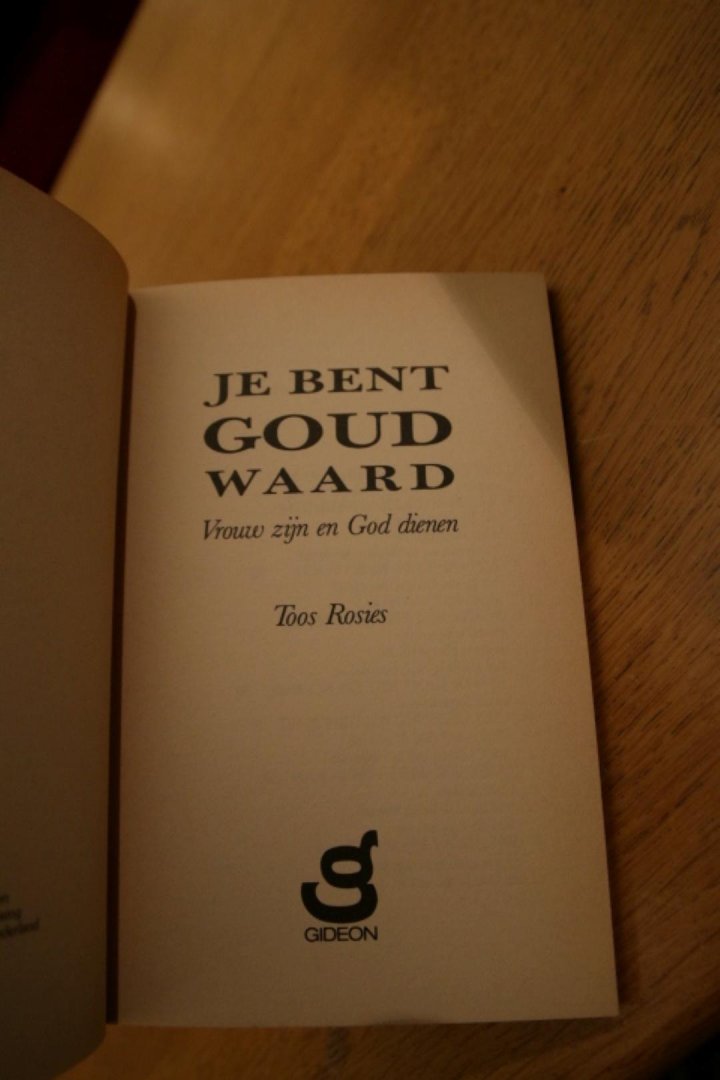 JE BENT
GOUD
WAARD
Vrouw zijn en God dienen
Toos Rosies
GIDEON